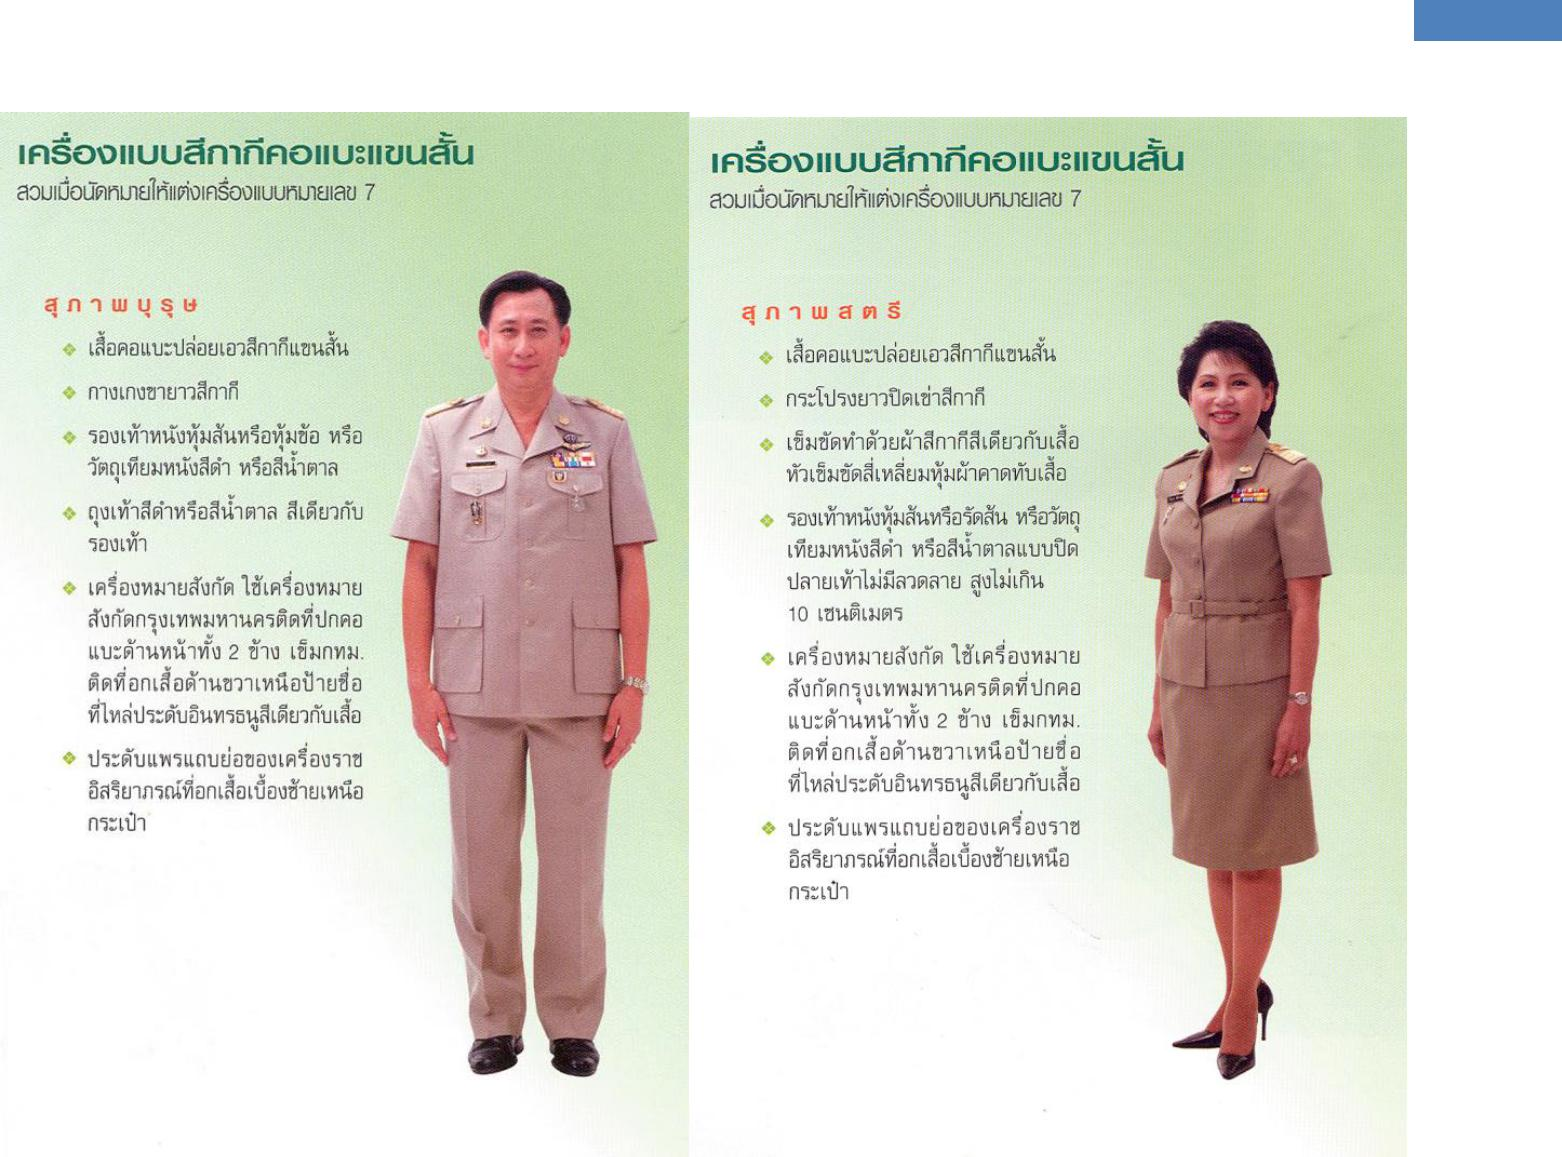 เครื่องแบบสีกากีคอแบะแขนสั้น
สวมเมื่อนัดหมายให้แต่งเครื่องแบบหมายเลข 7
สุภาพบุรุษ
เสื้อคอแบะปล่อยเอวสีกากีแขนสั้น
กางเกงขายาวสีกากี
รองเท้าหนังหุ้มส้นหรือหุ้มข้อ หรือ
วัตถุเทียมหนังสีดำ หรือสีน้ำตาล
ถุงเท้าสีดำหรือสีน้ำตาล สีเดียวกับ
รองเท้า
เครื่องหมายสังกัด ใช้เครื่องหมาย
สังกัดกรุงเทพมหานครติดที่ปกคอ
แบะด้านหน้าทั้ง 2 ข้าง เข็มกทม.
ติดที่อกเสื้อด้านขวาเหนือป้ายชื่อ
ที่ไหล่ประดับอินทรธนูสีเดียวกับเสื้อ
ประดับแพรแถบย่อของเครื่องราช
อิสริยาภรณ์ที่อกเสื้อเบื้องซ้ายเหนือ
กระเป๋า
เครื่องแบบสีกากีคอแบะแขนสั้น
สวมเมื่อนัดหมายให้แต่งเครื่องแบบหมายเลข 7
สุภาพสตรี
เสื้อคอแบะปล่อยเอวสีกากีแขนสั้น
กระโปรงยาวปิดเข่าสีกากี
เข็มขัดทำด้วยผ้าสีกากีสีเดียวกับเสื้อ
หัวเข็มขัดสี่เหลี่ยมหุ้มผ้าคาดทับเสื้อ
รองเท้าหนังหุ้มส้นหรือรัดส้น หรือวัตถุ
เทียมหนังสีดำ หรือสีน้ำตาลแบบปิด
ปลายเท้าไม่มีลวดลาย สูงไม่เกิน
10 เซนติเมตร
เครื่องหมายสังกัด ใช้เครื่องหมาย
สังกัดกรุงเทพมหานครติดที่ปกคอ
แบะด้านหน้าทั้ง 2 ข้าง เข็มกทม.
ติดที่อกเสื้อด้านขวาเหนือป้ายชื่อ
ที่ไหล่ประดับอินทรธนูสีเดียวกับเสื้อ
ประดับแพรแถบย่อของเครื่องราช
อิสริยาภรณ์ที่อกเสื้อเบื้องซ้ายเหนือ
กระเป๋า